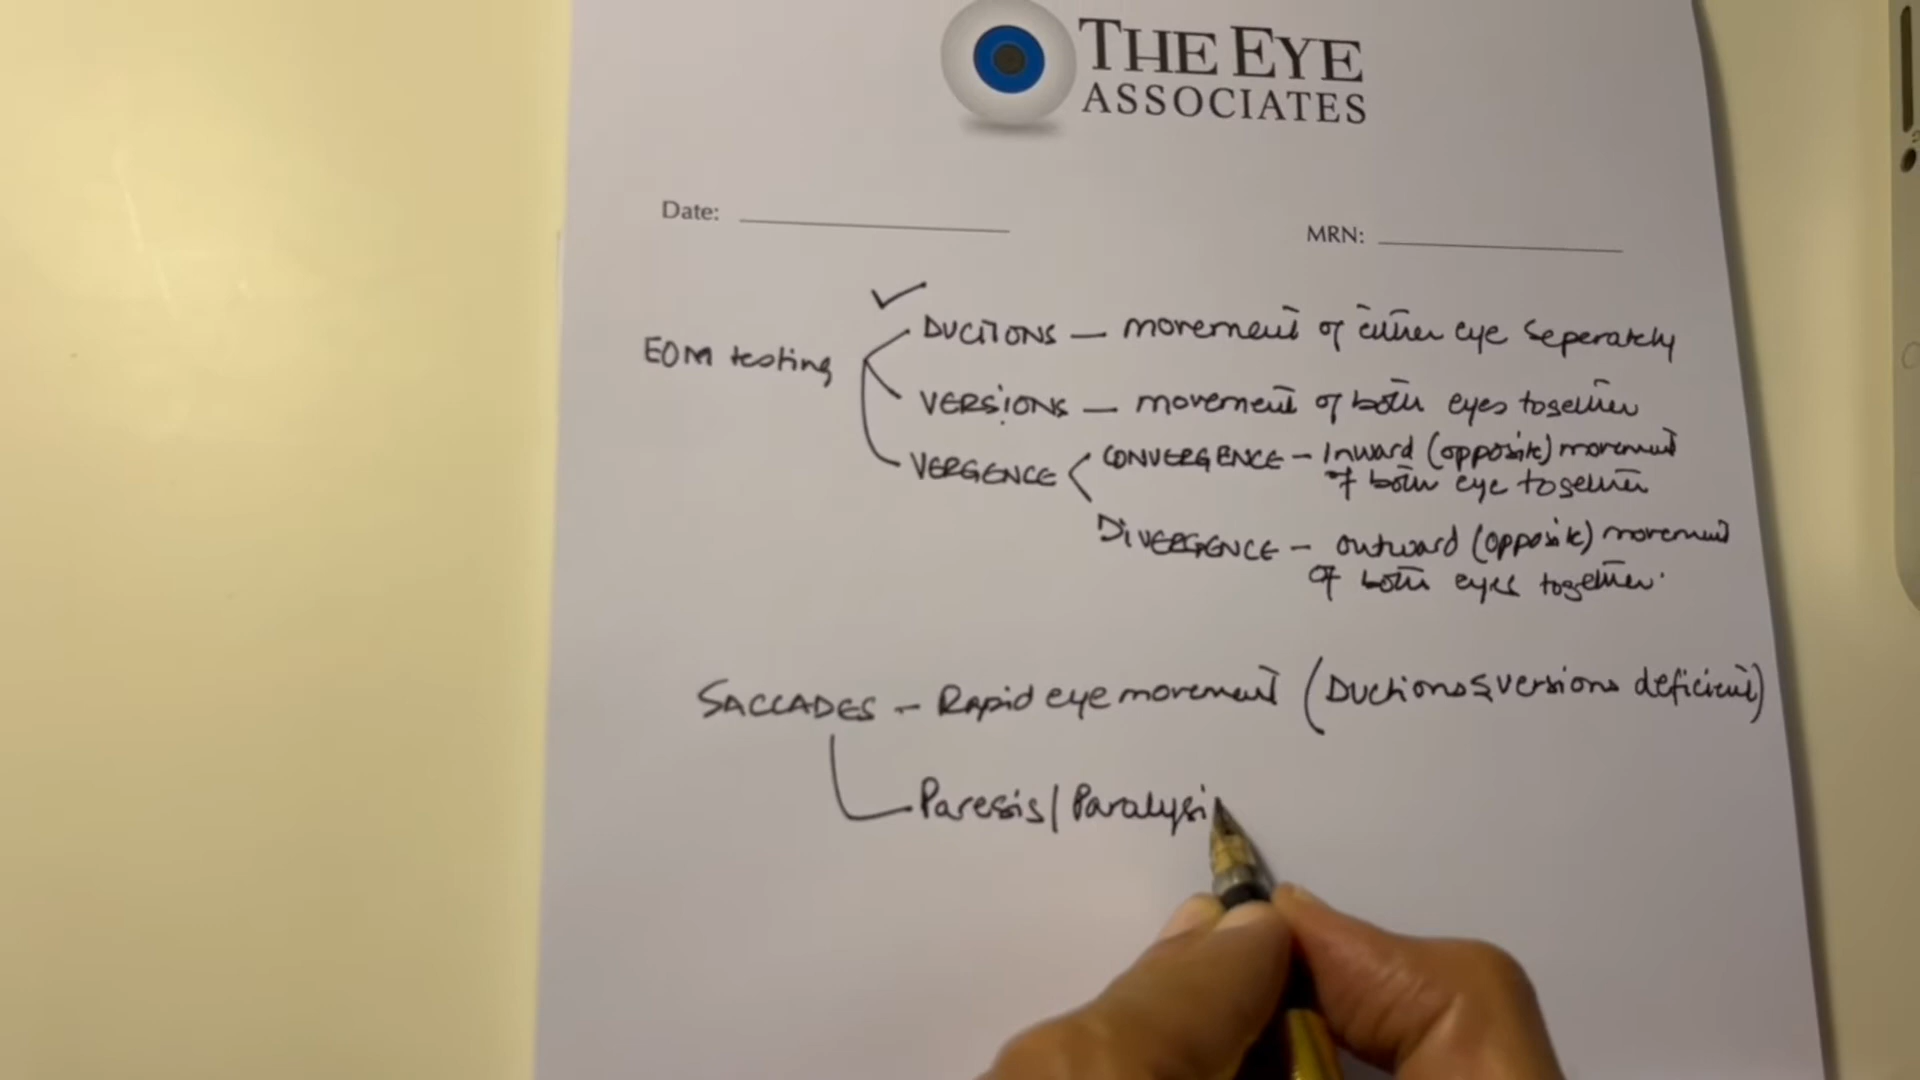 THE EYE
ASSOCIATES
Date:
MRN:
EOM testing
DUCTIONS — movement of either eye seperately
VERSIONS — movement of both eyes together
VERGENCE
CONVERGENCE – Inward (opposite) movement
of both eye together
DIVERGENCE – outward (opposite) movement
of both eyes together.
SACCADES – Rapid eye movement (Ductions & versions deficient)
Paresis/Paralysi